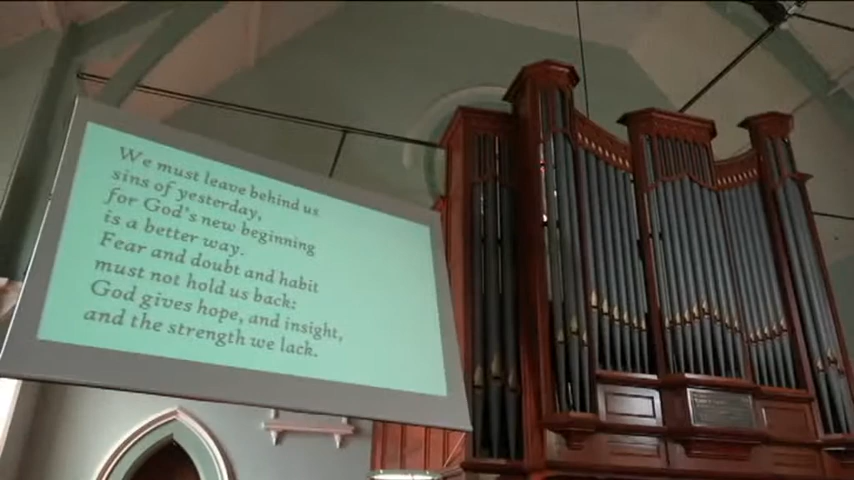 We must leave behind us
sins of yesterday,
for God's new beginning
is a better way.
Fear and doubt and habit
must not hold us back:
God gives hope, and insight,
and the strength we lack.